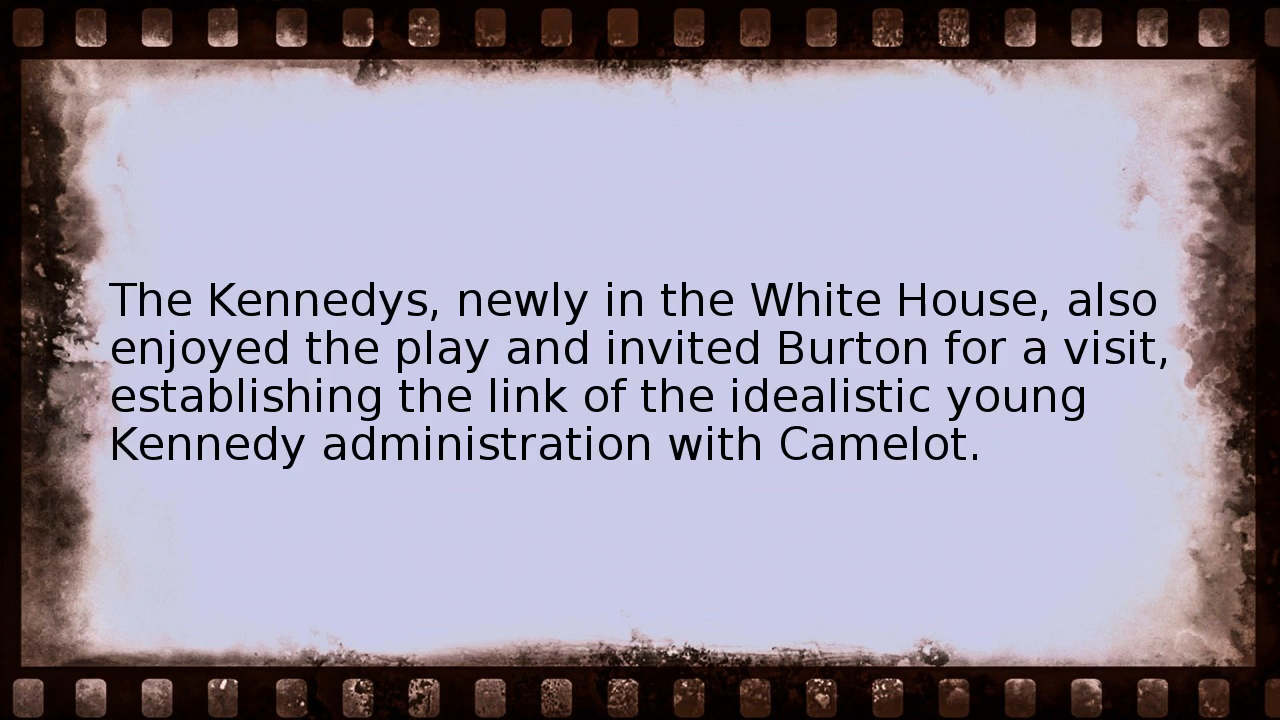 The Kennedys, newly in the White House, also
enjoyed the play and invited Burton for a visit,
establishing the link of the idealistic young
Kennedy administration with Camelot.